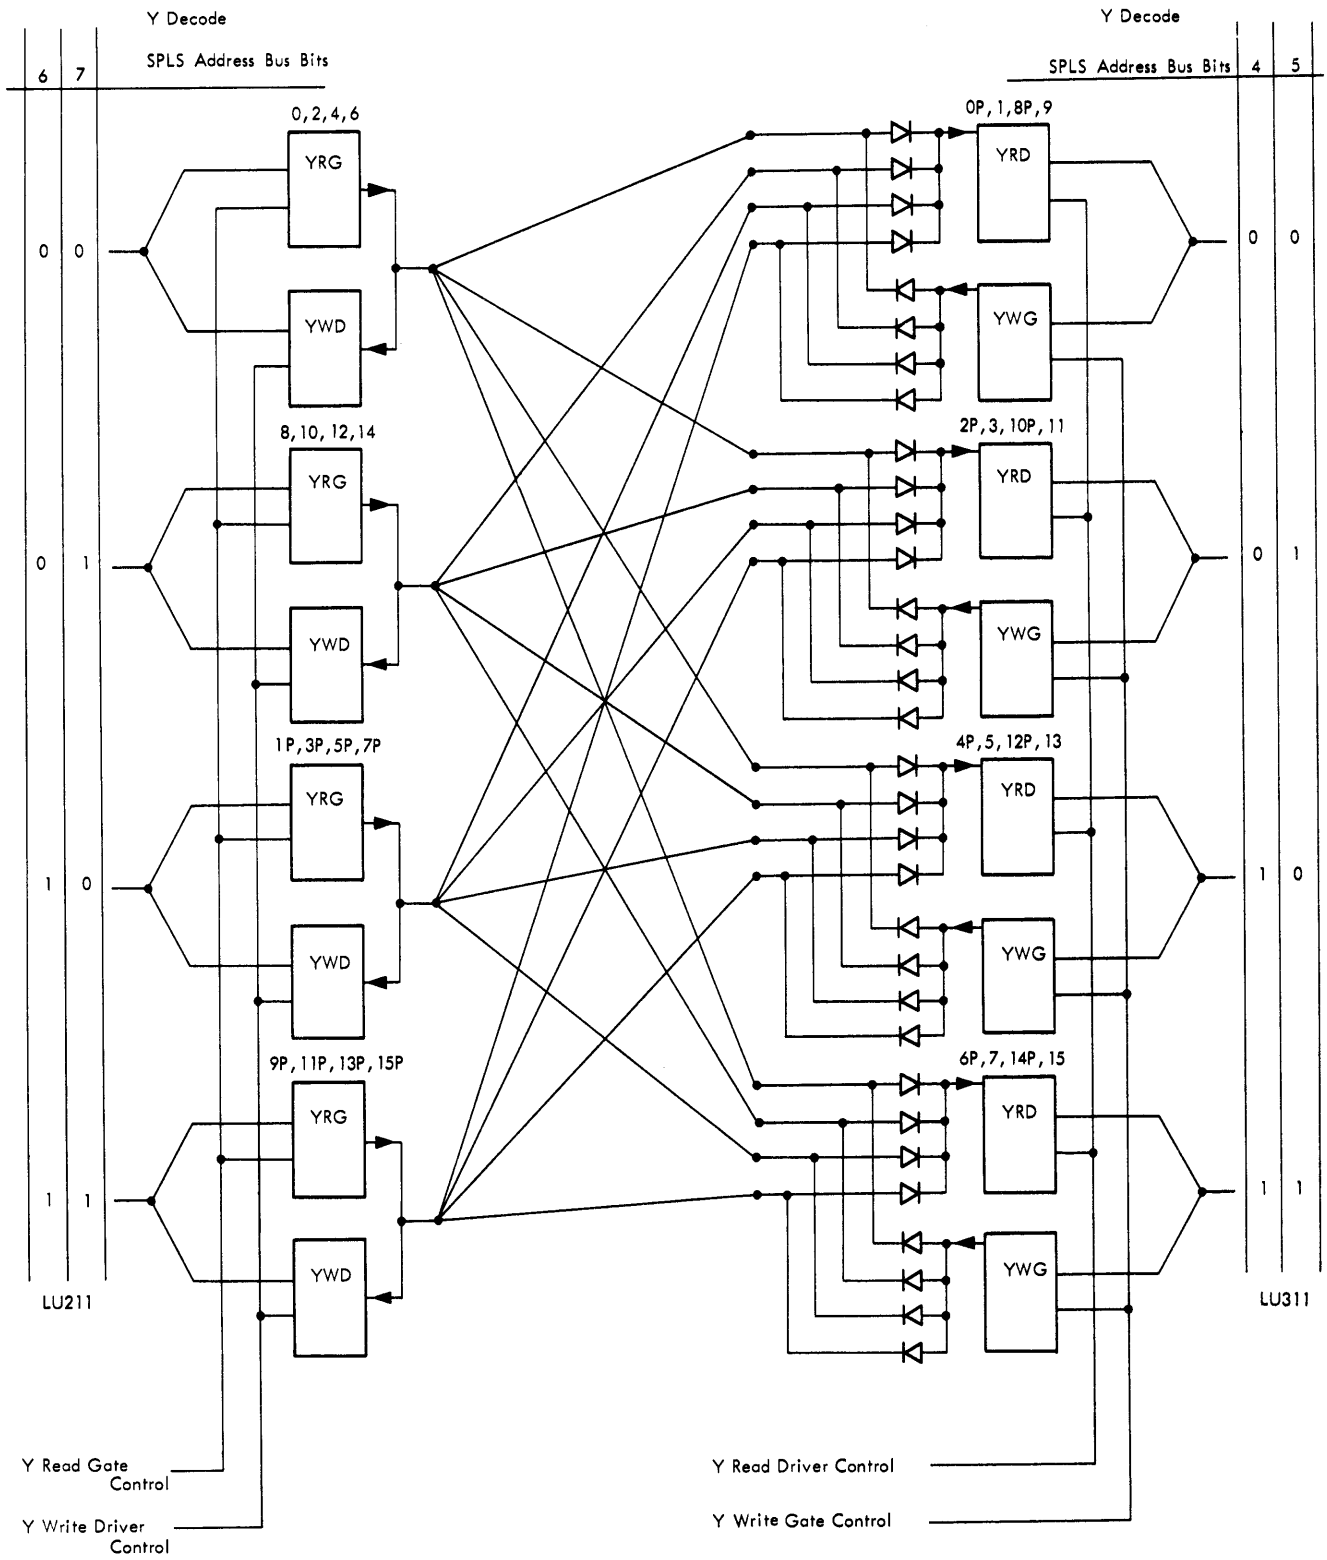 Y Decode
SPLS Address Bus Bits
6 7
Y Decode
SPLS Address Bus Bits
4 5
0,2,4,6
YRG
0 0
YWD
8,10,12,14
YRG
0 1
YWD
1P,3P,5P,7P
YRG
1 0
YWD
9P,11P,13P,15P
YRG
1 1
YWD
LU211
0P,1,8P,9
YRD
0 0
YWG
2P,3,10P,11
YRD
0 1
YWG
4P,5,12P,13
YRD
1 0
YWG
6P,7,14P,15
YRD
1 1
YWG
LU311
Y Read Gate
Control
Y Write Driver
Control
Y Read Driver Control
Y Write Gate Control